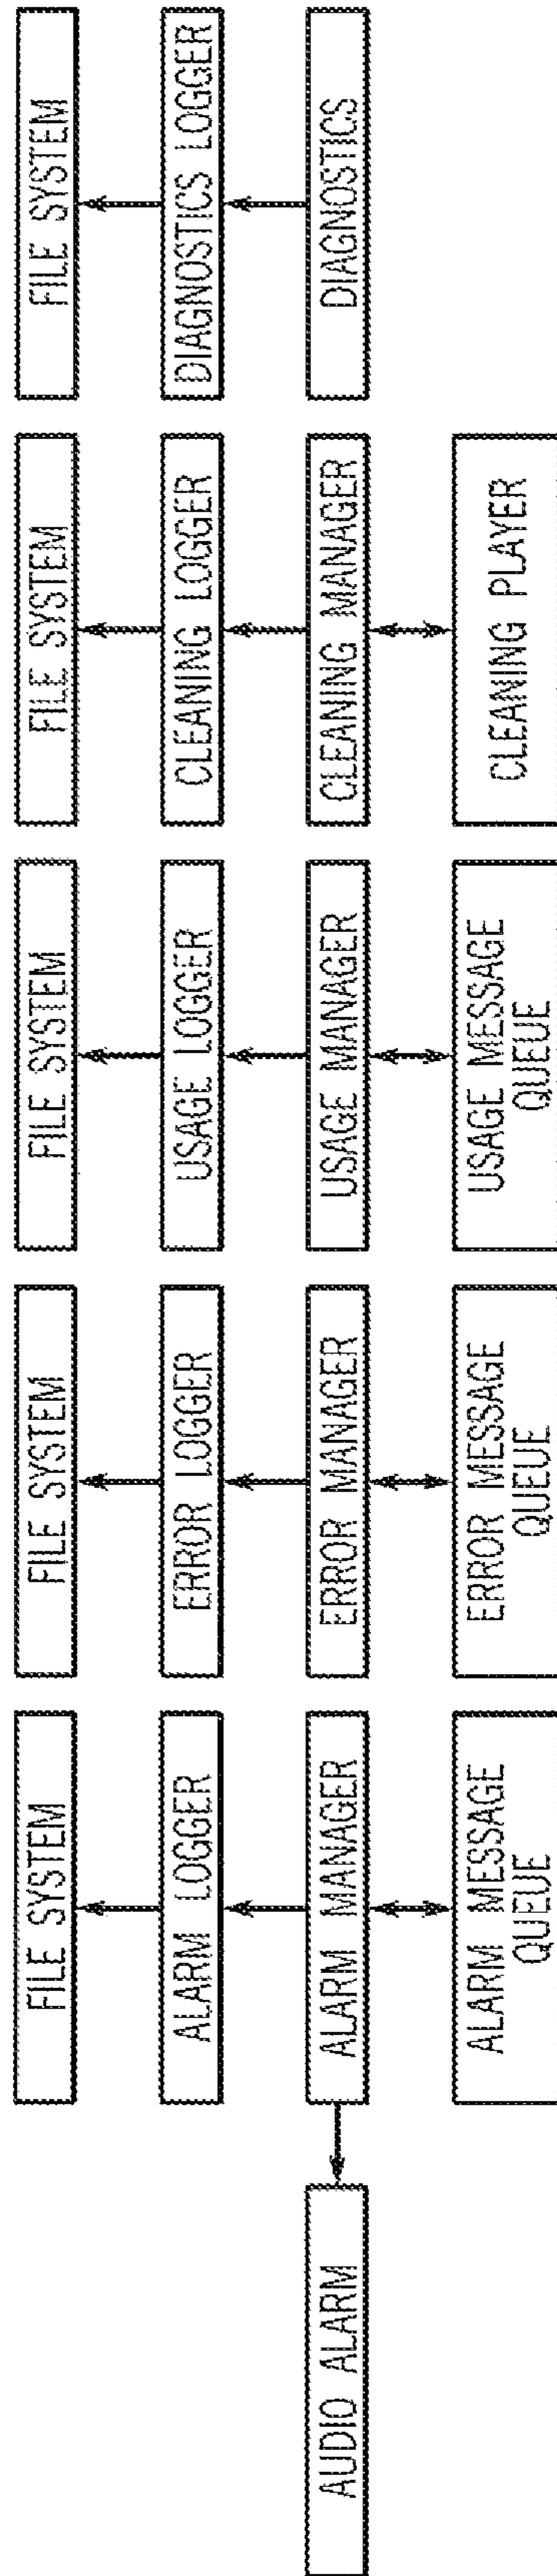 FILE SYSTEM
FILE SYSTEM
FILE SYSTEM
FILE SYSTEM
FILE SYSTEM
ALARM LOGGER
ERROR LOGGER
USAGE LOGGER
CLEANING LOGGER
DIAGNOSTICS LOGGER
AUDIO ALARM
ALARM MANAGER
ERROR MANAGER
USAGE MANAGER
CLEANING MANAGER
DIAGNOSTICS
ALARM MESSAGE
QUEUE
ERROR MESSAGE
QUEUE
USAGE MESSAGE
QUEUE
CLEANING PLAYER